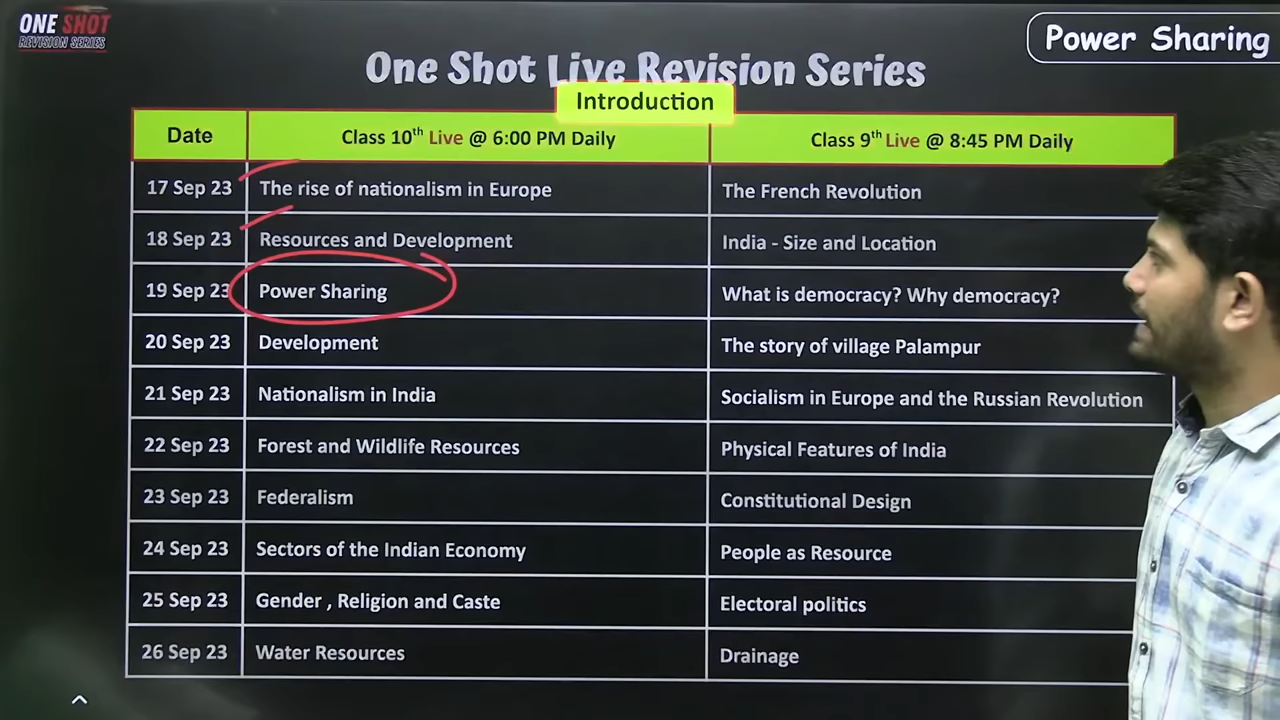 ONE SHOT
REVISION SERIES
Power Sharing
One Shot Live Revision Series
Introduction
Date Class 10th Live @ 6:00 PM Daily Class 9th Live @ 8:45 PM Daily
17 Sep 23 The rise of nationalism in Europe The French Revolution
18 Sep 23 Resources and Development India - Size and Location
19 Sep 23 Power Sharing What is democracy? Why democracy?
20 Sep 23 Development The story of village Palampur
21 Sep 23 Nationalism in India Socialism in Europe and the Russian Revolution
22 Sep 23 Forest and Wildlife Resources Physical Features of India
23 Sep 23 Federalism Constitutional Design
24 Sep 23 Sectors of the Indian Economy People as Resource
25 Sep 23 Gender , Religion and Caste Electoral politics
26 Sep 23 Water Resources Drainage